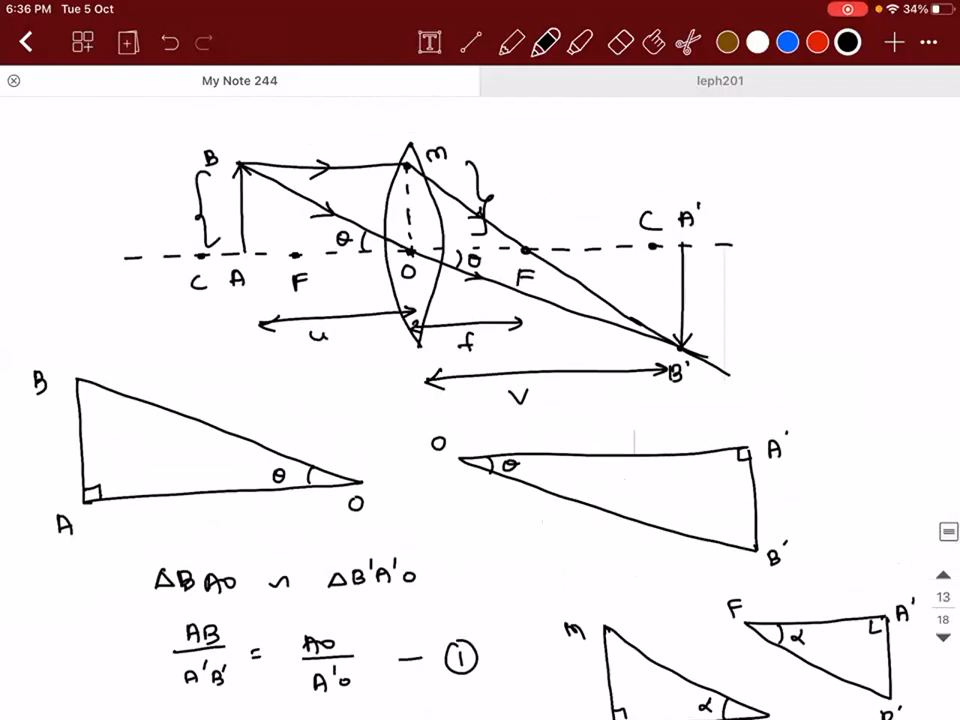 6:36 PM Tue 5 Oct
34%
T
My Note 244
leph201
B
M
C A'
θ
θ
C A F
O
F
u
f
B'
V
B
θ
A
O
O
θ
A'
B'
ΔBAO ∽ ΔB'A'O
AB/A'B' = AO/A'O — ①
F
α
A'
M
α
B'
13
18